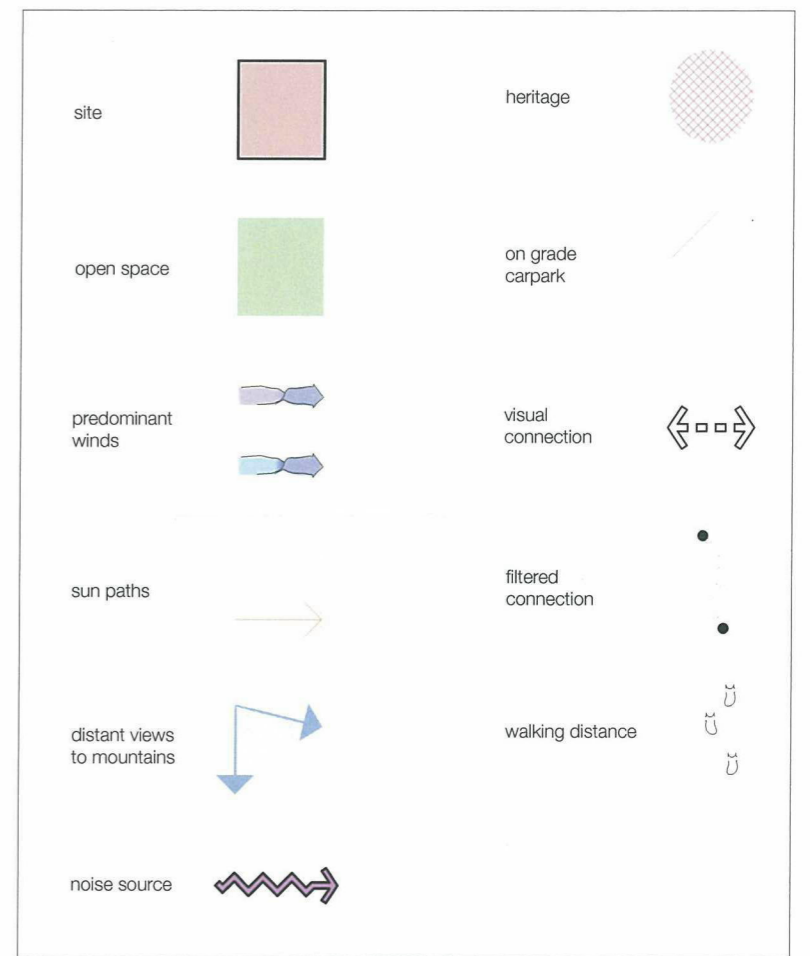 site
open space
predominant
winds
sun paths
distant views
to mountains
noise source
heritage
on grade
carpark
visual
connection
filtered
connection
walking distance